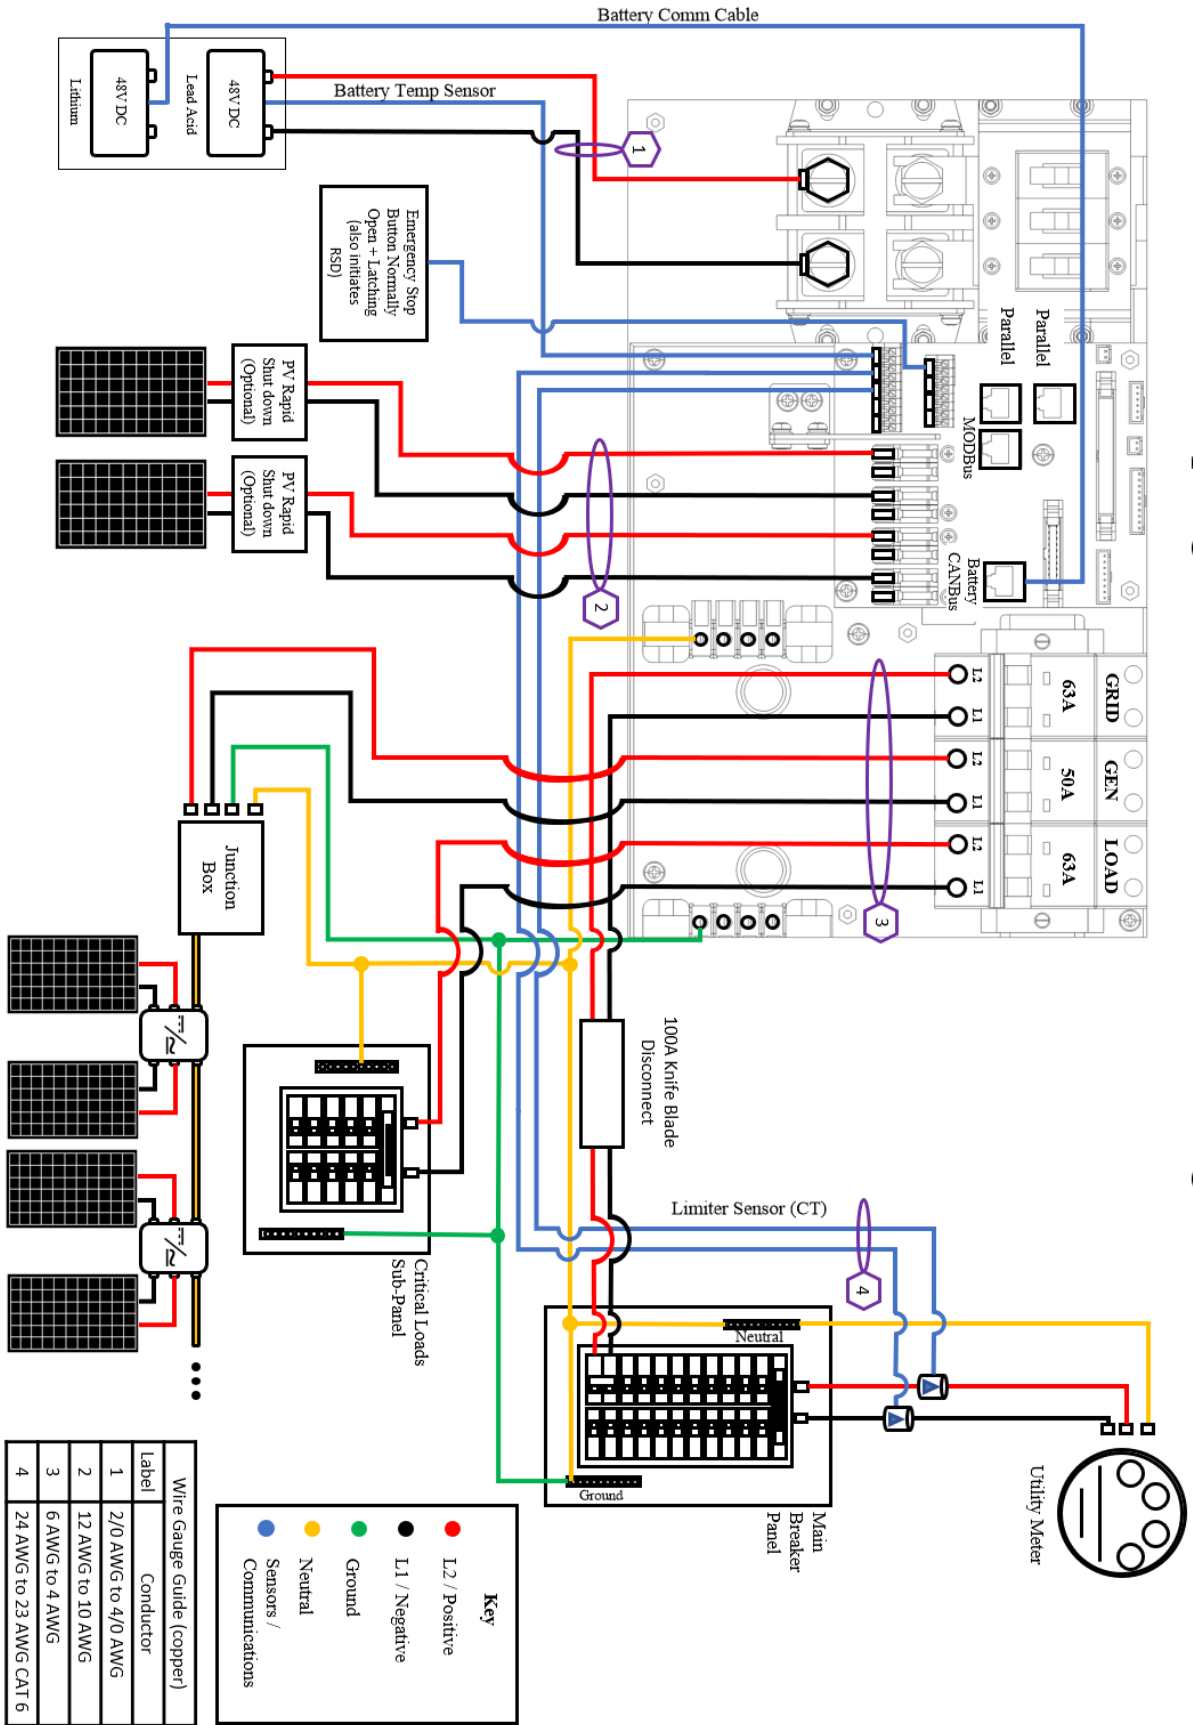 Battery Comm Cable
Battery Temp Sensor
48V DC
Lithium
48V DC
Lead Acid
1
Emergency Stop
Button Normally
Open + Latching
(also initiates
RSD)
Parallel
Parallel
MODBus
Battery
CANBus
PV Rapid
Shut down
(Optional)
PV Rapid
Shut down
(Optional)
2
GRID
63A
L2
L1
GEN
50A
L2
L1
LOAD
63A
L2
L1
3
Junction
Box
100A Knife Blade
Disconnect
Limiter Sensor (CT)
4
Critical Loads
Sub-Panel
Neutral
Ground
Main
Breaker
Panel
Utility Meter
Key
L2 / Positive
L1 / Negative
Ground
Neutral
Sensors /
Communications
Wire Gauge Guide (copper)
Label Conductor
1 2/0 AWG to 4/0 AWG
2 12 AWG to 10 AWG
3 6 AWG to 4 AWG
4 24 AWG to 23 AWG CAT 6